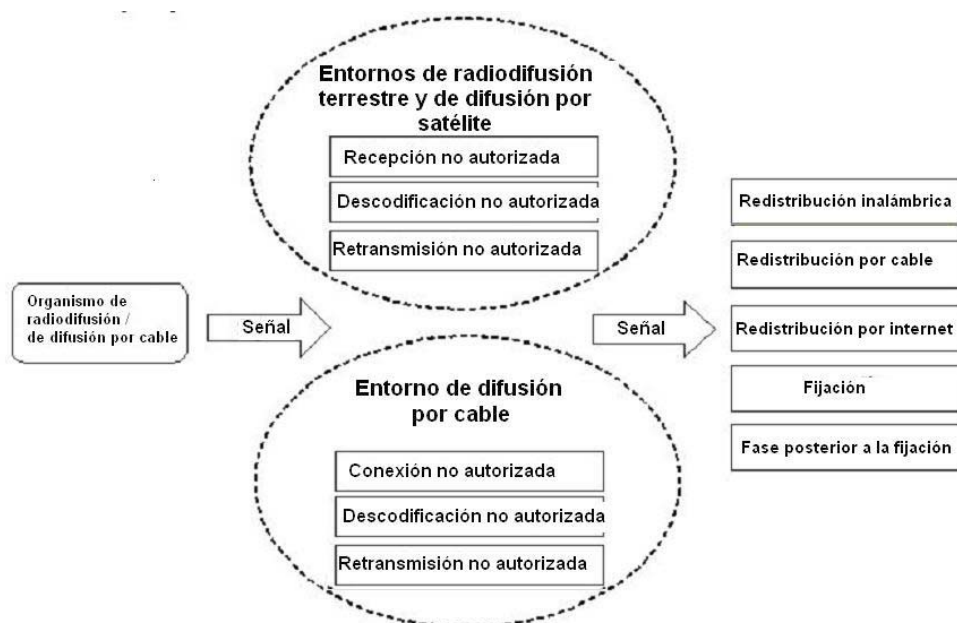 Entornos de radiodifusión
terrestre y de difusión por
satélite
Recepción no autorizada
Descodificación no autorizada
Retransmisión no autorizada
Organismo de
radiodifusión /
de difusión por cable
Señal
Señal
Entorno de difusión
por cable
Conexión no autorizada
Descodificación no autorizada
Retransmisión no autorizada
Redistribución inalámbrica
Redistribución por cable
Redistribución por internet
Fijación
Fase posterior a la fijación